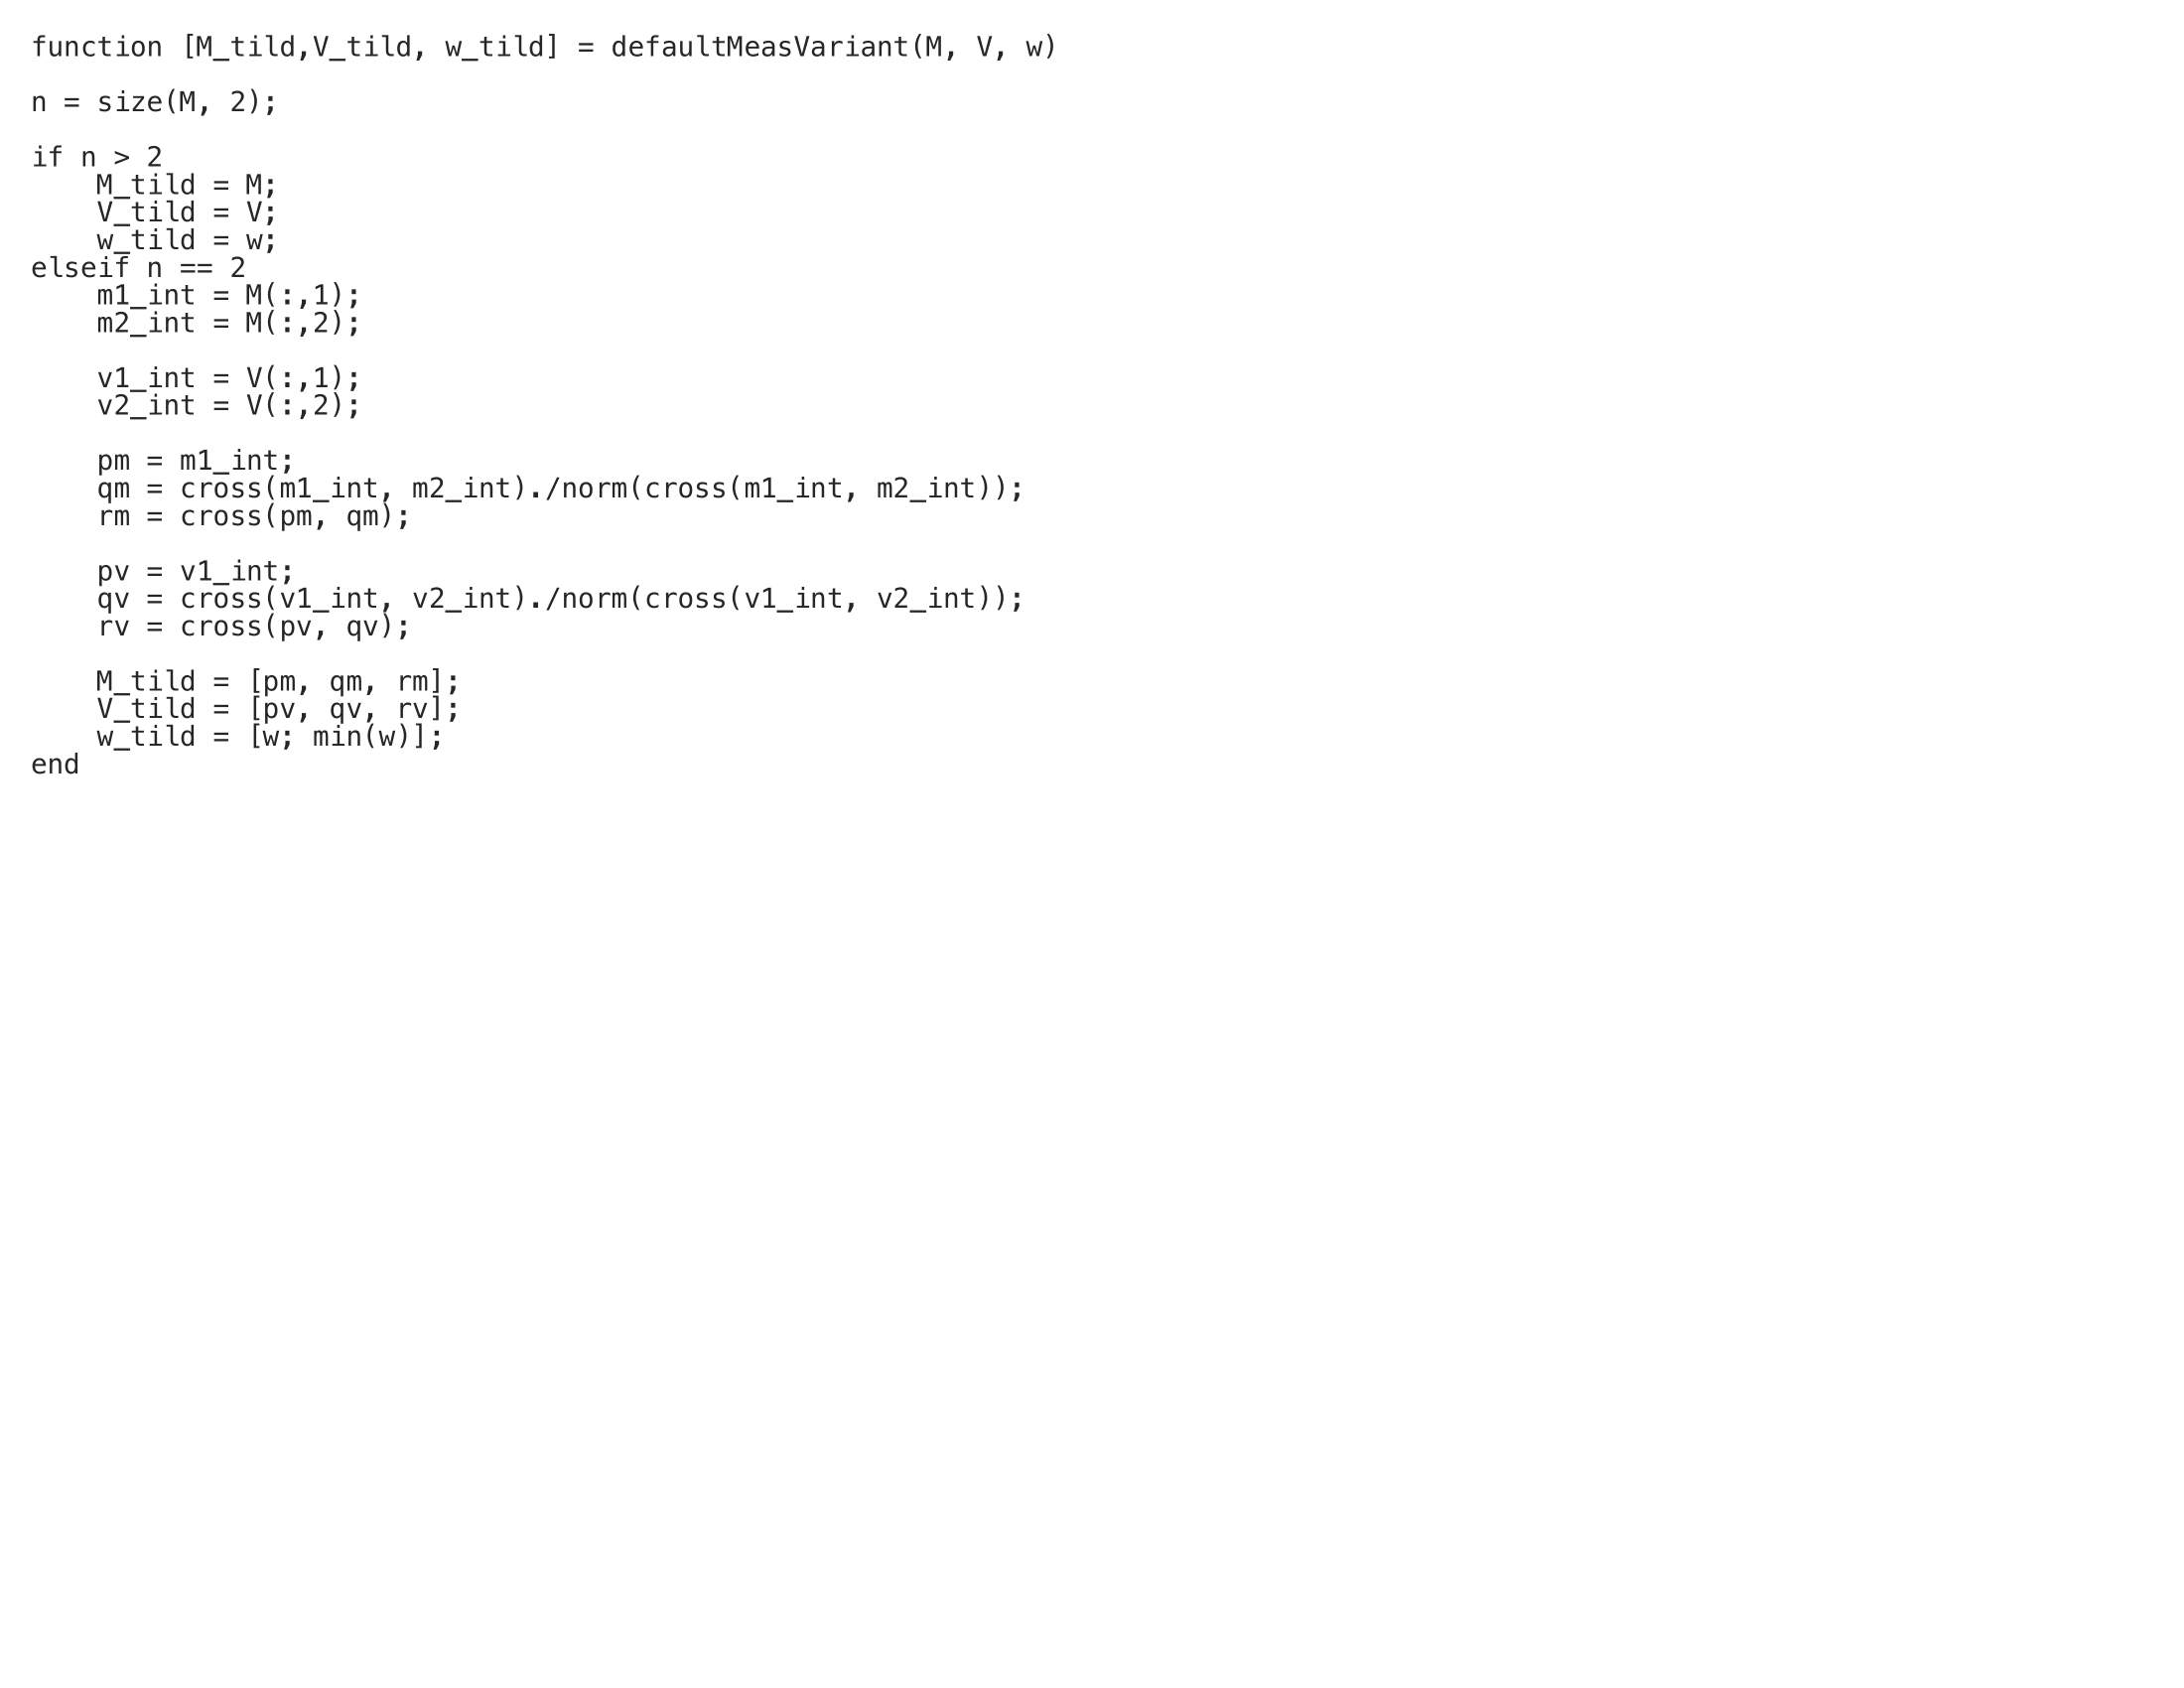 function [M_tild,V_tild, w_tild] = defaultMeasVariant(M, V, w)

n = size(M, 2);

if n > 2
    M_tild = M;
    V_tild = V;
    w_tild = w;
elseif n == 2
    m1_int = M(:,1);
    m2_int = M(:,2);

    v1_int = V(:,1);
    v2_int = V(:,2);

    pm = m1_int;
    qm = cross(m1_int, m2_int)./norm(cross(m1_int, m2_int));
    rm = cross(pm, qm);

    pv = v1_int;
    qv = cross(v1_int, v2_int)./norm(cross(v1_int, v2_int));
    rv = cross(pv, qv);

    M_tild = [pm, qm, rm];
    V_tild = [pv, qv, rv];
    w_tild = [w; min(w)];
end